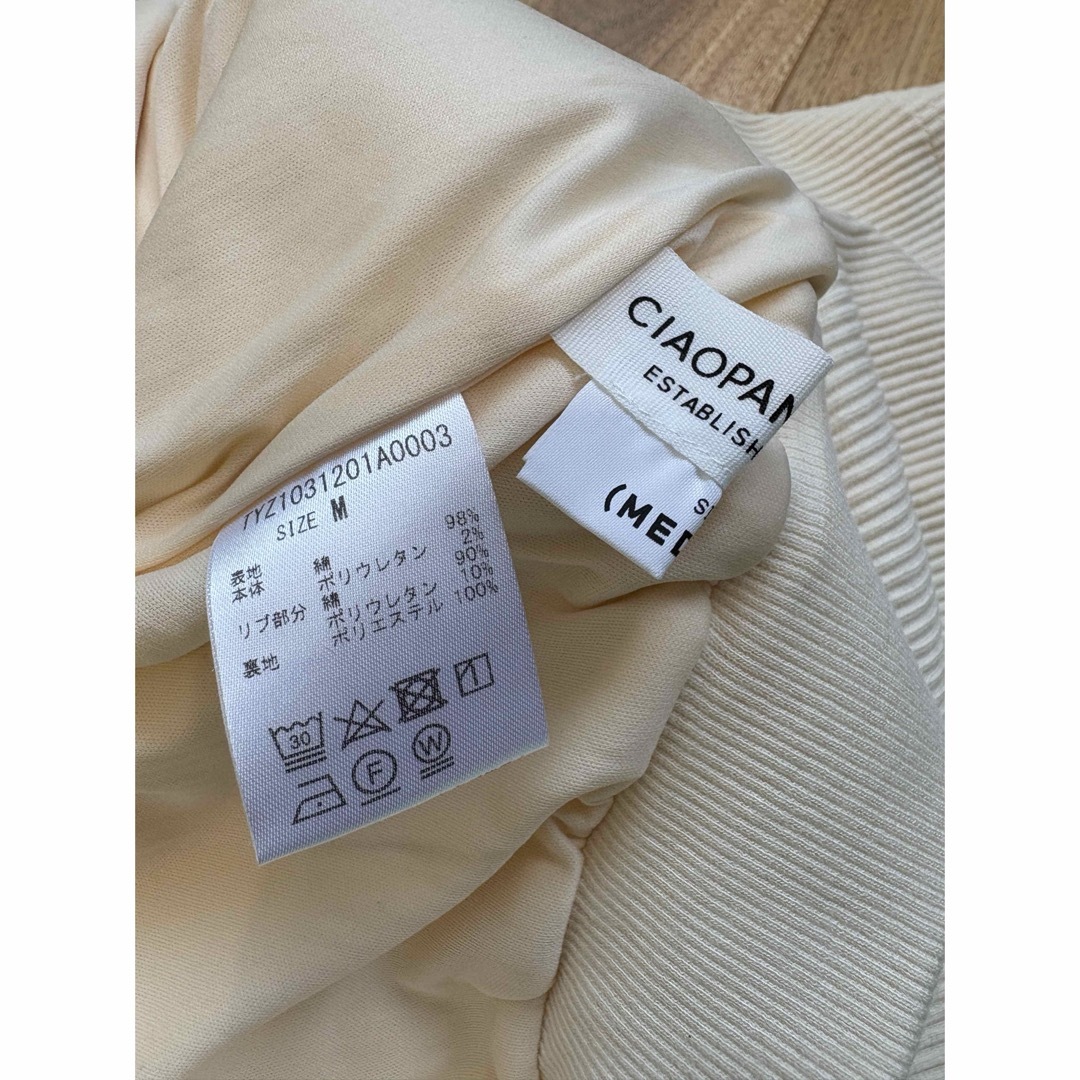 CIAOPAN
ESTABLISH
(MED
7YZ1031201A0003
SIZE M
表地
本体 綿 98%
ポリウレタン 2%
リブ部分 綿 90%
ポリウレタン 10%
裏地 ポリエステル 100%
30
F
W